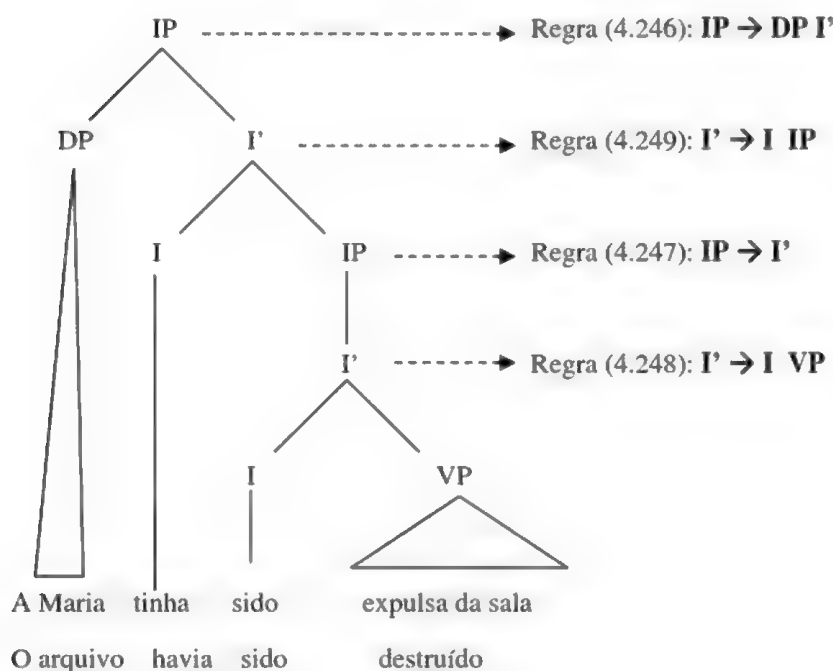 IP Regra (4.246): IP → DP I’
DP I’ Regra (4.249): I’ → I IP
I IP Regra (4.247): IP → I’
I’ Regra (4.248): I’ → I VP
I VP
A Maria tinha sido expulsa da sala
O arquivo havia sido destruído